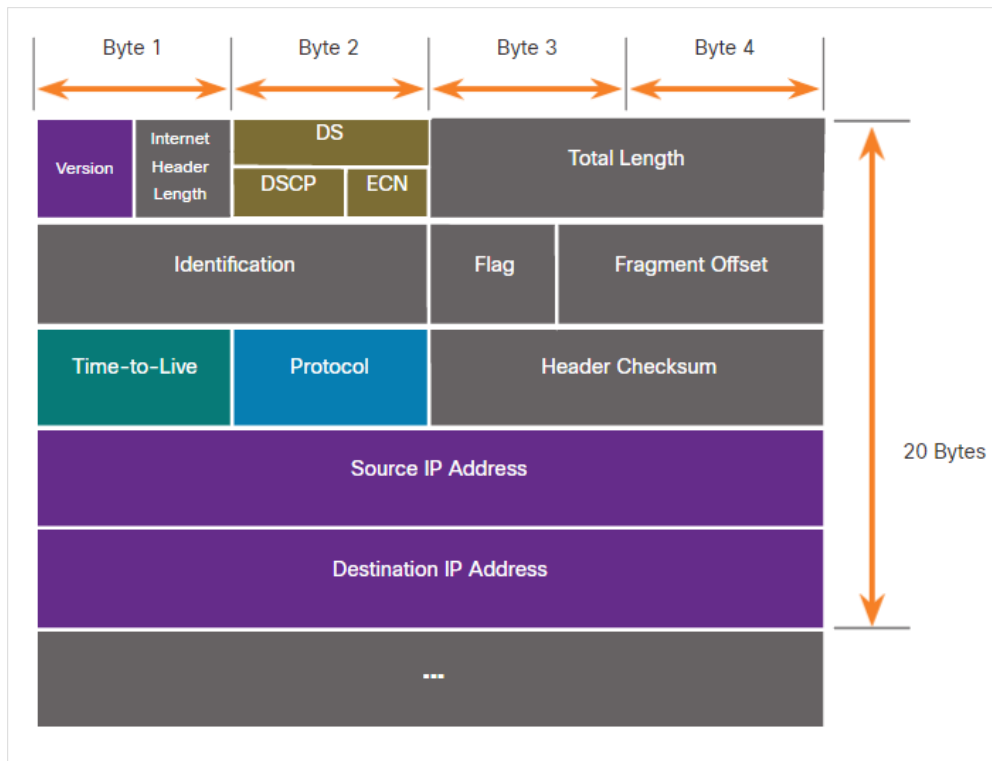 Byte 1
Byte 2
Byte 3
Byte 4
Version
Internet
Header
Length
DS
DSCP
ECN
Total Length
Identification
Flag
Fragment Offset
Time-to-Live
Protocol
Header Checksum
Source IP Address
Destination IP Address
20 Bytes
...